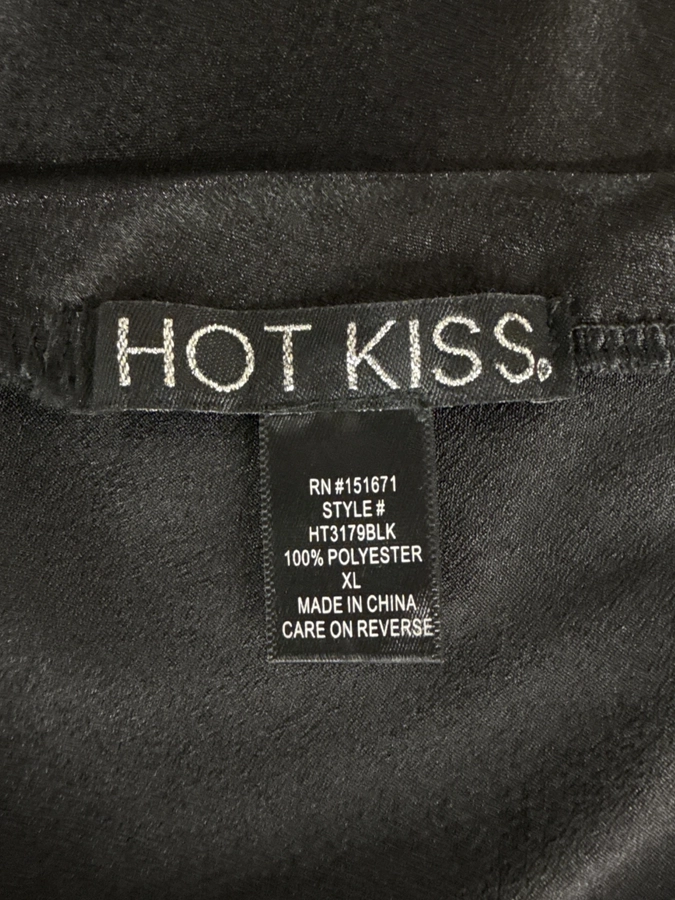 HOT KISS.
RN #151671
STYLE #
HT3179BLK
100% POLYESTER
XL
MADE IN CHINA
CARE ON REVERSE